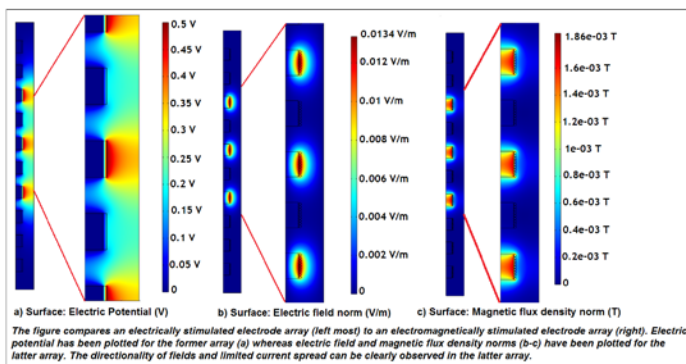 0.5 V
0.45 V
0.4 V
0.35 V
0.3 V
0.25 V
0.2 V
0.15 V
0.1 V
0.05 V
0
a) Surface: Electric Potential (V)
0.0134 V/m
0.012 V/m
0.01 V/m
0.008 V/m
0.006 V/m
0.004 V/m
0.002 V/m
0
b) Surface: Electric field norm (V/m)
1.86e-03 T
1.6e-03 T
1.4e-03 T
1.2e-03 T
1e-03 T
0.8e-03 T
0.6e-03 T
0.4e-03 T
0.2e-03 T
0
c) Surface: Magnetic flux density norm (T)
The figure compares an electrically stimulated electrode array (left most) to an electromagnetically stimulated electrode array (right). Electric
potential has been plotted for the former array (a) whereas electric field and magnetic flux density norms (b-c) have been plotted for the
latter array. The directionality of fields and limited current spread can be clearly observed in the latter array.